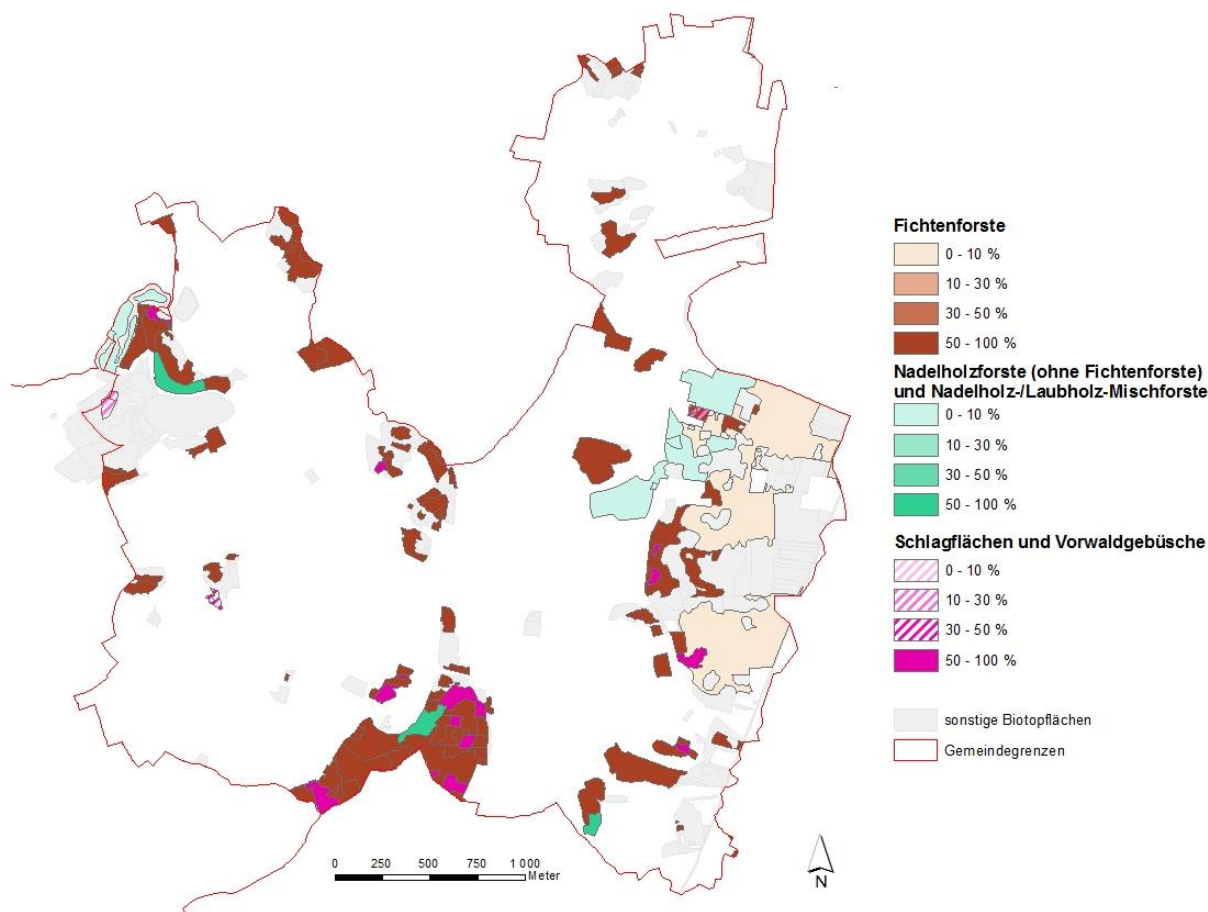 Fichtenforste
0 - 10 %
10 - 30 %
30 - 50 %
50 - 100 %
Nadelholzforste (ohne Fichtenforste)
und Nadelholz-/Laubholz-Mischforste
0 - 10 %
10 - 30 %
30 - 50 %
50 - 100 %
Schlagflächen und Vorwaldgebüsche
0 - 10 %
10 - 30 %
30 - 50 %
50 - 100 %
sonstige Biotopflächen
Gemeindegrenzen
0 250 500 750 1 000
Meter
N